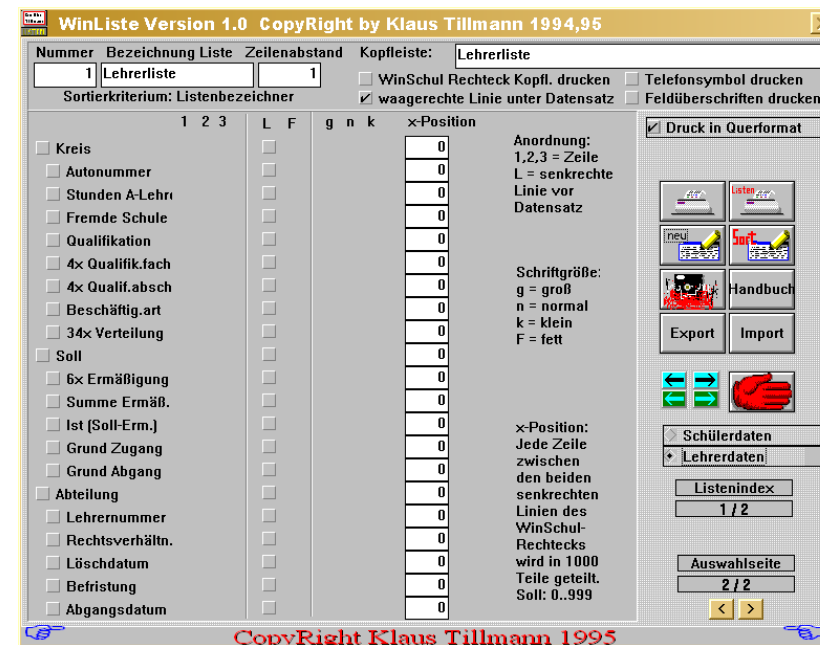 WinListe Version 1.0 CopyRight by Klaus Tillmann 1994,95
Nummer Bezeichnung Liste Zeilenabstand Kopfleiste: Lehrerliste
1 Lehrerliste 1
WinSchul Rechteck Kopfl. drucken Telefonsymbol drucken
Sortierkriterium: Listenbezeichner waagerechte Linie unter Datensatz Feldüberschriften drucken
1 2 3 L F g n k x-Position
Kreis 0
Autonummer 0
Stunden A-Lehre 0
Fremde Schule 0
Qualifikation 0
4x Qualifik.fach 0
4x Qualif.absch 0
Beschäftig.art 0
34x Verteilung 0
Soll 0
6x Ermäßigung 0
Summe Ermäß. 0
Ist (Soll-Erm.) 0
Grund Zugang 0
Grund Abgang 0
Abteilung 0
Lehrernummer 0
Rechtsverhältn. 0
Löschdatum 0
Befristung 0
Abgangsdatum 0
Anordnung:
1,2,3 = Zeile
L = senkrechte
Linie vor
Datensatz
Schriftgröße:
g = groß
n = normal
k = klein
F = fett
x-Position:
Jede Zeile
zwischen
den beiden
senkrechten
Linien des
WinSchul-
Rechtecks
wird in 1000
Teile geteilt.
Soll: 0..999
Druck in Querformat
Listen
neu Sort
Handbuch
Export Import
Schülerdaten
Lehrerdaten
Listenindex
1 / 2
Auswahlseite
2 / 2
< >
CopyRight Klaus Tillmann 1995